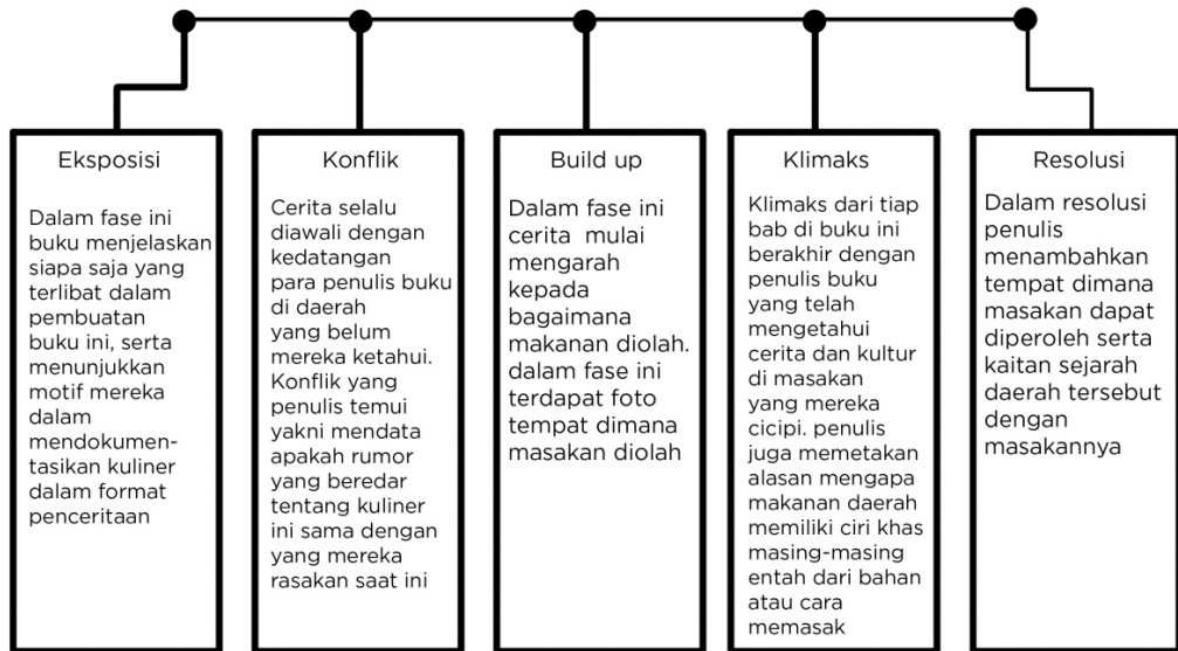 Eksposisi
Dalam fase ini
buku menjelaskan
siapa saja yang
terlibat dalam
pembuatan
buku ini, serta
menunjukkan
motif mereka
dalam
mendokumen-
tasikan kuliner
dalam format
penceritaan
Konflik
Cerita selalu
diawali dengan
kedatangan
para penulis buku
di daerah
yang belum
mereka ketahui.
Konflik yang
penulis temui
yakni mendata
apakah rumor
yang beredar
tentang kuliner
ini sama dengan
yang mereka
rasakan saat ini
Build up
Dalam fase ini
cerita mulai
mengarah
kepada
bagaimana
makanan diolah.
dalam fase ini
terdapat foto
tempat dimana
masakan diolah
Klimaks
Klimaks dari tiap
bab di buku ini
berakhir dengan
penulis buku
yang telah
mengetahui
cerita dan kultur
di masakan
yang mereka
cicipi. penulis
juga memetakan
alasan mengapa
makanan daerah
memiliki ciri khas
masing-masing
entah dari bahan
atau cara
memasak
Resolusi
Dalam resolusi
penulis
menambahkan
tempat dimana
masakan dapat
diperoleh serta
kaitan sejarah
daerah tersebut
dengan
masakannya